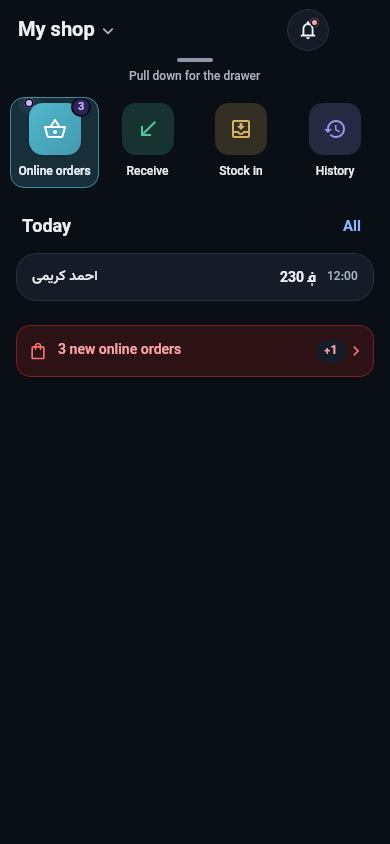 My shop
Pull down for the drawer
3
Online orders
Receive
Stock in
History
Today
All
احمد کریمی
230 ؋
12:00
3 new online orders
+1